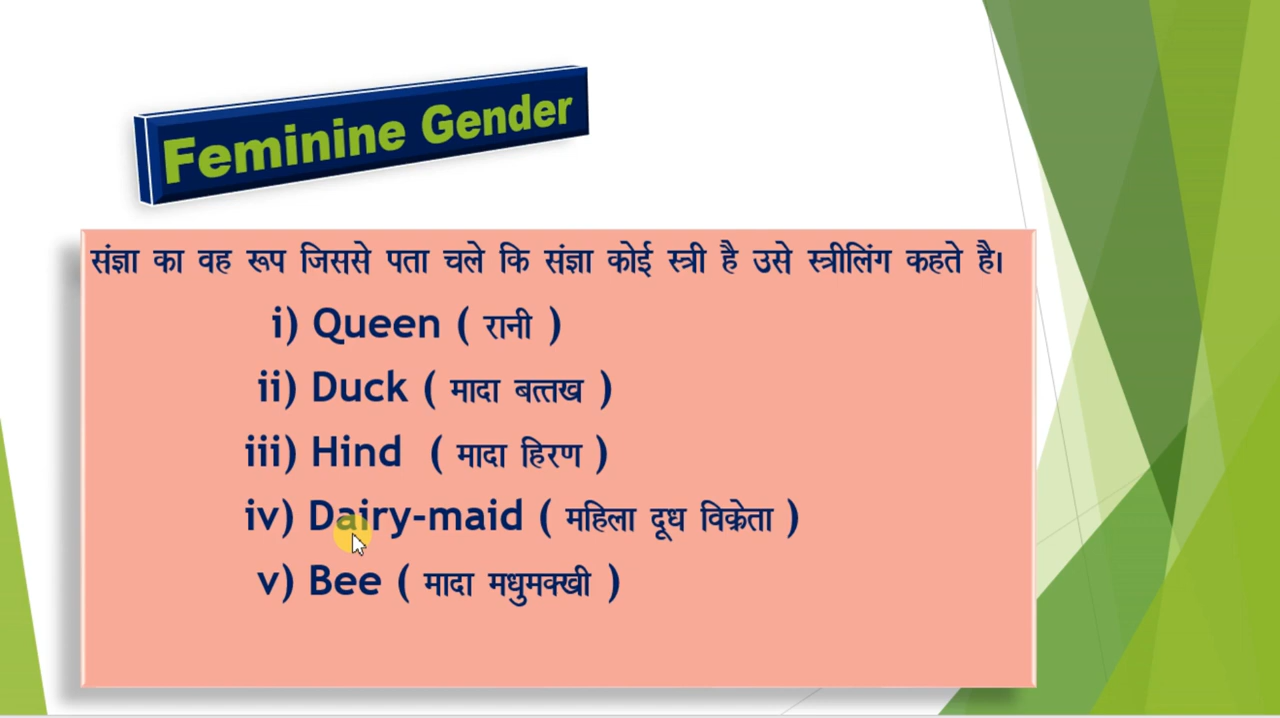 Feminine Gender
संज्ञा का वह रूप जिससे पता चले कि संज्ञा कोई स्त्री है उसे स्त्रीलिंग कहते है।
i) Queen ( रानी )
ii) Duck ( मादा बत्तख )
iii) Hind ( मादा हिरण )
iv) Dairy-maid ( महिला दूध विक्रेता )
v) Bee ( मादा मधुमक्खी )